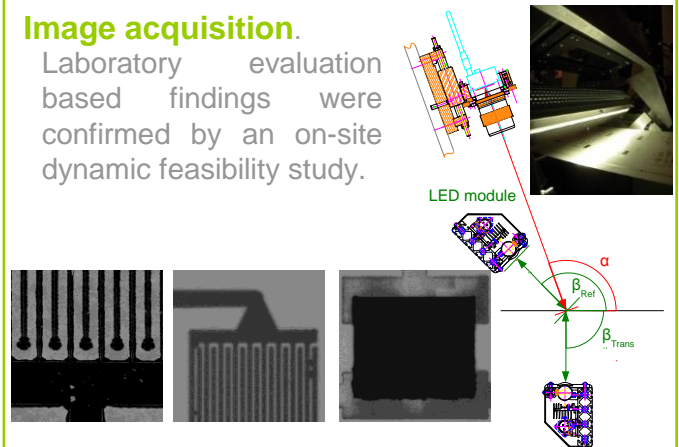 Image acquisition.
Laboratory evaluation
based findings were
confirmed by an on-site
dynamic feasibility study.
LED module
α
βRef
βTrans